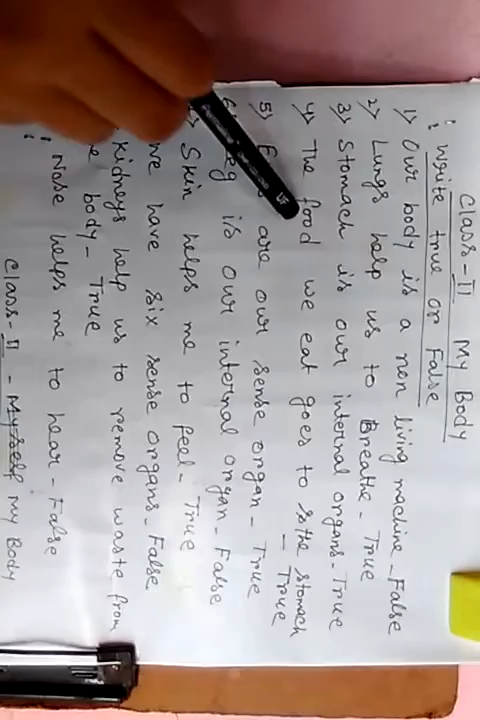 Class-II My Body
: Write true or False
1) Our body is a non living machine - False
2) Lungs help us to Breathe - True
3) Stomach is our internal organs - True
4) The food we eat goes to the stomach
- True
5) are our sense organ - True
6) is our internal organ - False
Skin helps me to feel - True
we have six sense organs - False
kidneys help us to remove waste from
body - True
Nose helps me to hear - False
Class-II - Myself My Body